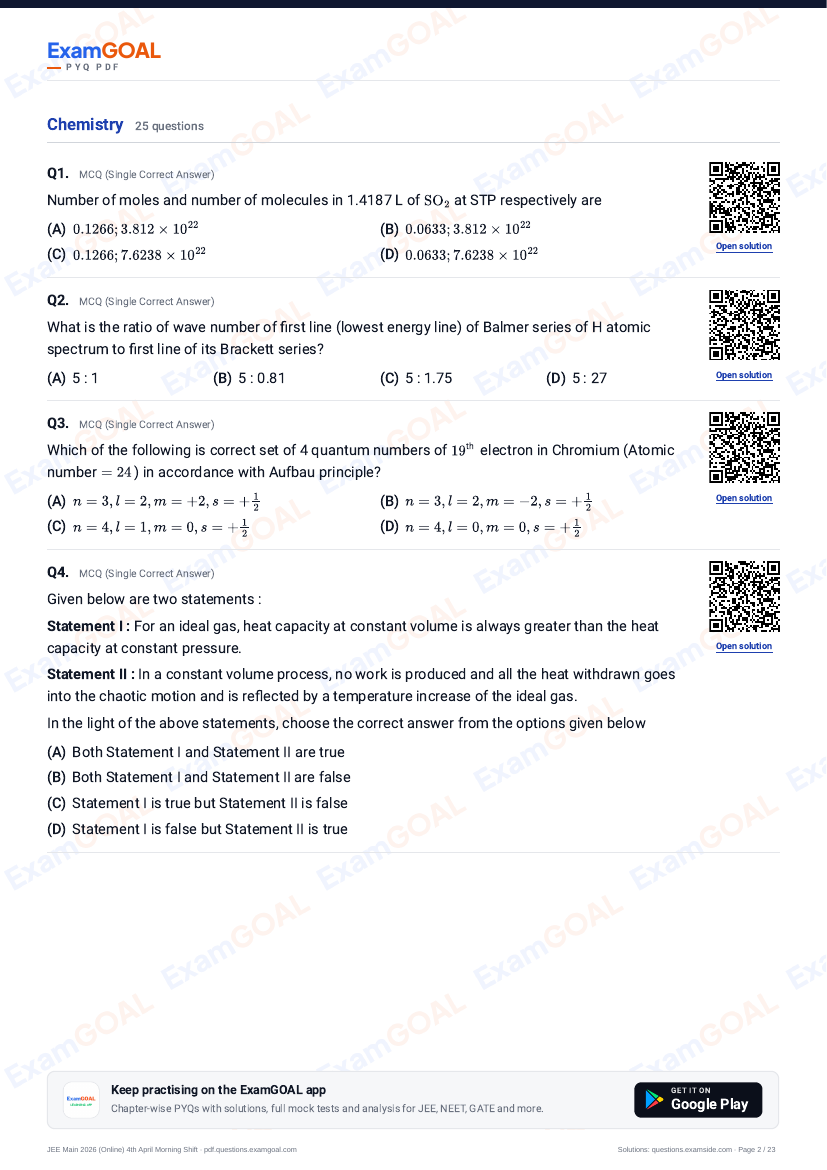 ExamGOAL
PYQ PDF
Chemistry 25 questions
Q1. MCQ (Single Correct Answer)
Number of moles and number of molecules in 1.4187 L of SO₂ at STP respectively are
(A) 0.1266; 3.812 × 10²² (B) 0.0633; 3.812 × 10²²
(C) 0.1266; 7.6238 × 10²² (D) 0.0633; 7.6238 × 10²²
Open solution
Q2. MCQ (Single Correct Answer)
What is the ratio of wave number of first line (lowest energy line) of Balmer series of H atomic
spectrum to first line of its Brackett series?
(A) 5 : 1 (B) 5 : 0.81 (C) 5 : 1.75 (D) 5 : 27
Open solution
Q3. MCQ (Single Correct Answer)
Which of the following is correct set of 4 quantum numbers of 19ᵗʰ electron in Chromium (Atomic
number = 24 ) in accordance with Aufbau principle?
(A) n = 3, l = 2, m = +2, s = +1/2 (B) n = 3, l = 2, m = −2, s = +1/2
(C) n = 4, l = 1, m = 0, s = +1/2 (D) n = 4, l = 0, m = 0, s = +1/2
Open solution
Q4. MCQ (Single Correct Answer)
Given below are two statements :
Statement I : For an ideal gas, heat capacity at constant volume is always greater than the heat
capacity at constant pressure.
Statement II : In a constant volume process, no work is produced and all the heat withdrawn goes
into the chaotic motion and is reflected by a temperature increase of the ideal gas.
In the light of the above statements, choose the correct answer from the options given below
(A) Both Statement I and Statement II are true
(B) Both Statement I and Statement II are false
(C) Statement I is true but Statement II is false
(D) Statement I is false but Statement II is true
Open solution
ExamGOAL
Keep practising on the ExamGOAL app
Chapter-wise PYQs with solutions, full mock tests and analysis for JEE, NEET, GATE and more.
GET IT ON
Google Play
JEE Main 2026 (Online) 4th April Morning Shift · pdf.questions.examgoal.com Solutions: questions.examside.com · Page 2 / 23